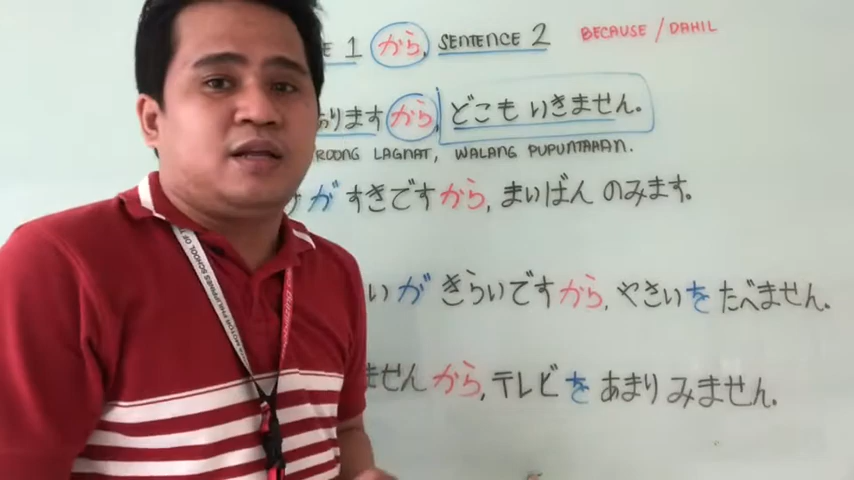 1 から, SENTENCE 2 BECAUSE / DAHIL
あります から, どこも いきません.
LAGNAT, WALANG PUPUNTAHAN.
が すきですから, まいばん のみます.
が きらいですから, やさいを たべません.
ませんから, テレビを あまり みません.